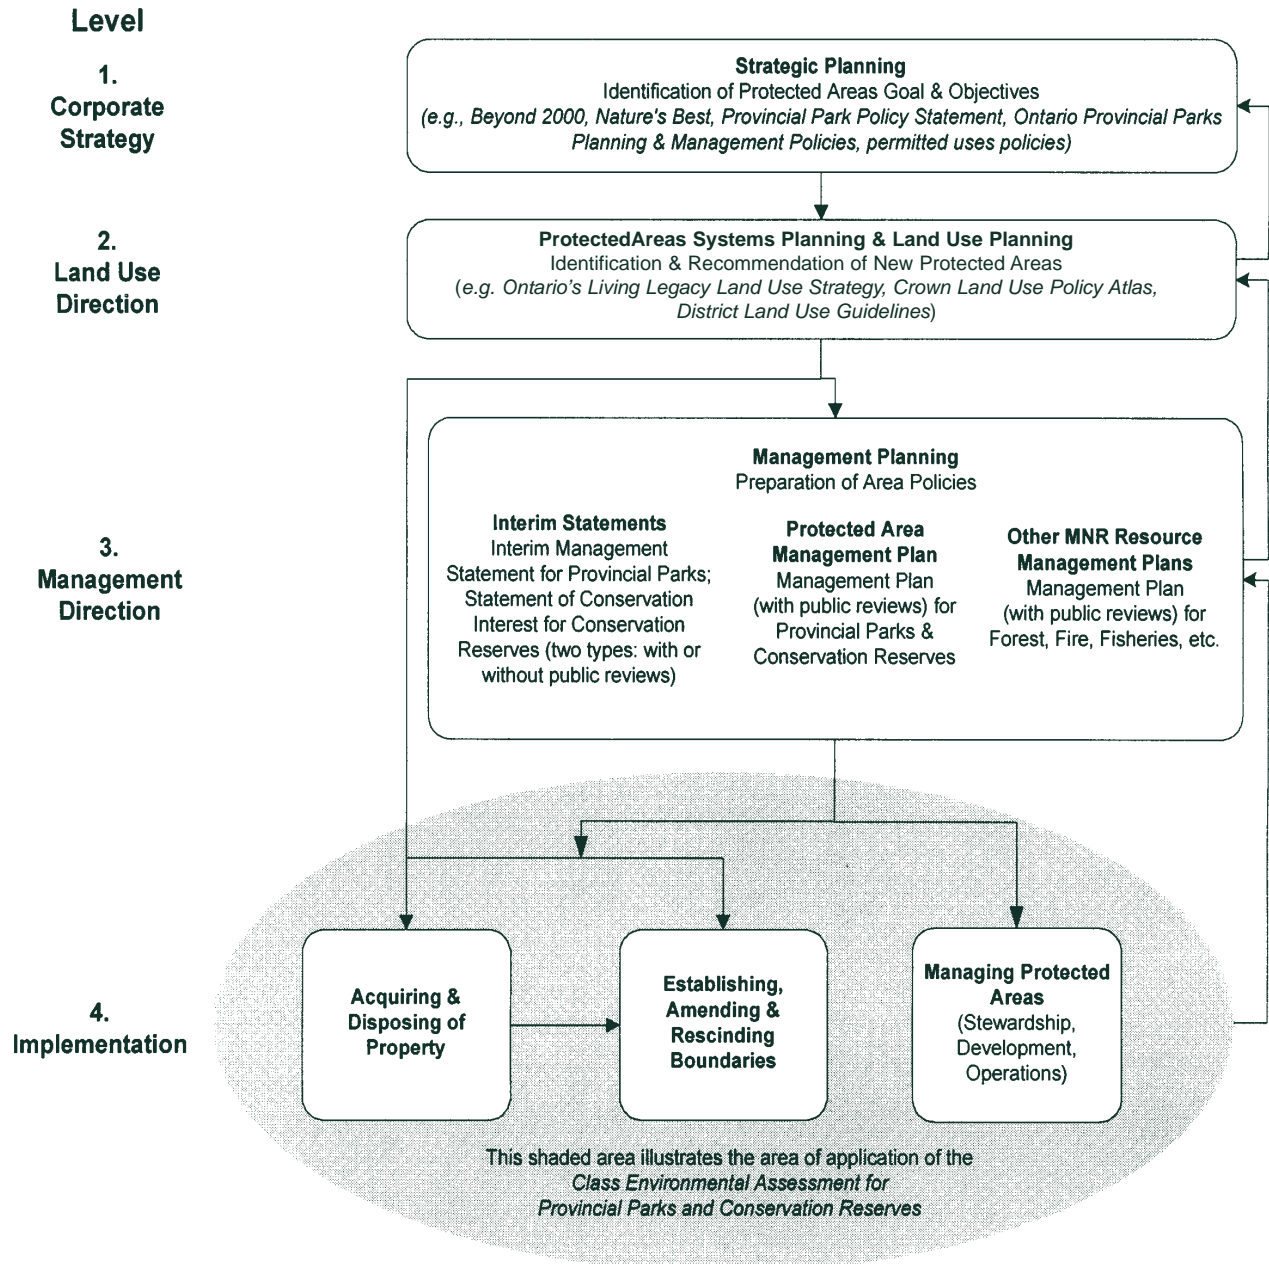 Level
1.
Corporate
Strategy
Strategic Planning
Identification of Protected Areas Goal & Objectives
(e.g., Beyond 2000, Nature's Best, Provincial Park Policy Statement, Ontario Provincial Parks
Planning & Management Policies, permitted uses policies)
2.
Land Use
Direction
ProtectedAreas Systems Planning & Land Use Planning
Identification & Recommendation of New Protected Areas
(e.g. Ontario's Living Legacy Land Use Strategy, Crown Land Use Policy Atlas,
District Land Use Guidelines)
3.
Management
Direction
Management Planning
Preparation of Area Policies
Interim Statements
Interim Management
Statement for Provincial Parks;
Statement of Conservation
Interest for Conservation
Reserves (two types: with or
without public reviews)
Protected Area
Management Plan
Management Plan
(with public reviews) for
Provincial Parks &
Conservation Reserves
Other MNR Resource
Management Plans
Management Plan
(with public reviews) for
Forest, Fire, Fisheries, etc.
4.
Implementation
Acquiring &
Disposing of
Property
Establishing,
Amending &
Rescinding
Boundaries
Managing Protected
Areas
(Stewardship,
Development,
Operations)
This shaded area illustrates the area of application of the
Class Environmental Assessment for
Provincial Parks and Conservation Reserves